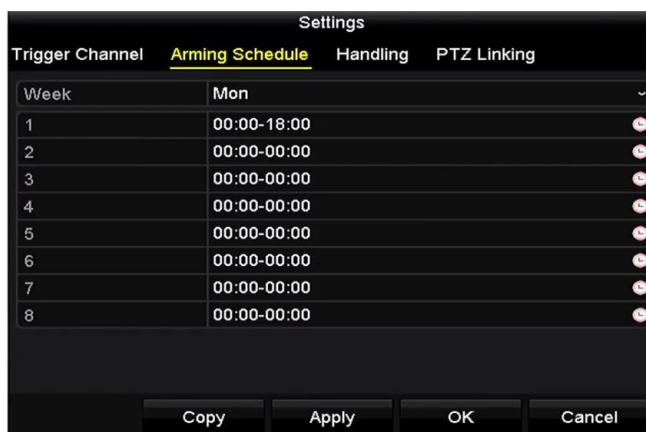 Settings
Trigger Channel Arming Schedule Handling PTZ Linking
Week Mon
1 00:00-18:00
2 00:00-00:00
3 00:00-00:00
4 00:00-00:00
5 00:00-00:00
6 00:00-00:00
7 00:00-00:00
8 00:00-00:00
Copy Apply OK Cancel